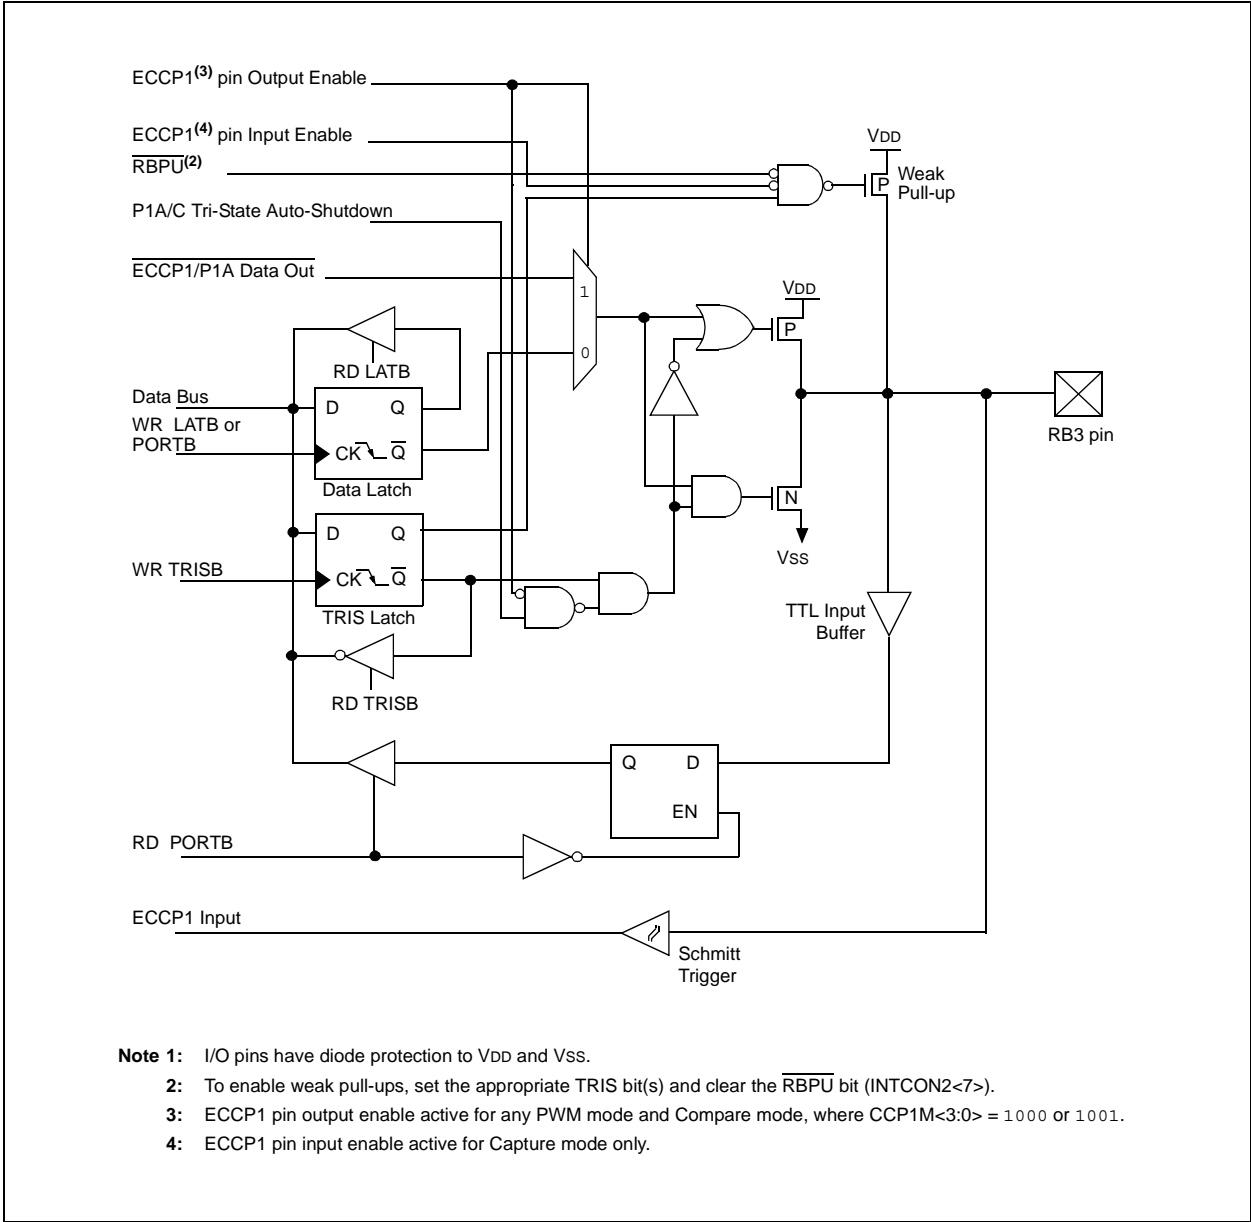 ECCP1(3) pin Output Enable
ECCP1(4) pin Input Enable
RBPU(2)
P1A/C Tri-State Auto-Shutdown
ECCP1/P1A Data Out
VDD
P
Weak
Pull-up
1
0
VDD
P
RD LATB
Data Bus
D Q
WR LATB or
PORTB
CK Q
Data Latch
RB3 pin
N
VSS
D Q
WR TRISB
CK Q
TRIS Latch
TTL Input
Buffer
RD TRISB
Q D
EN
RD PORTB
ECCP1 Input
Schmitt
Trigger
Note 1: I/O pins have diode protection to VDD and VSS.
2: To enable weak pull-ups, set the appropriate TRIS bit(s) and clear the RBPU bit (INTCON2<7>).
3: ECCP1 pin output enable active for any PWM mode and Compare mode, where CCP1M<3:0> = 1000 or 1001.
4: ECCP1 pin input enable active for Capture mode only.